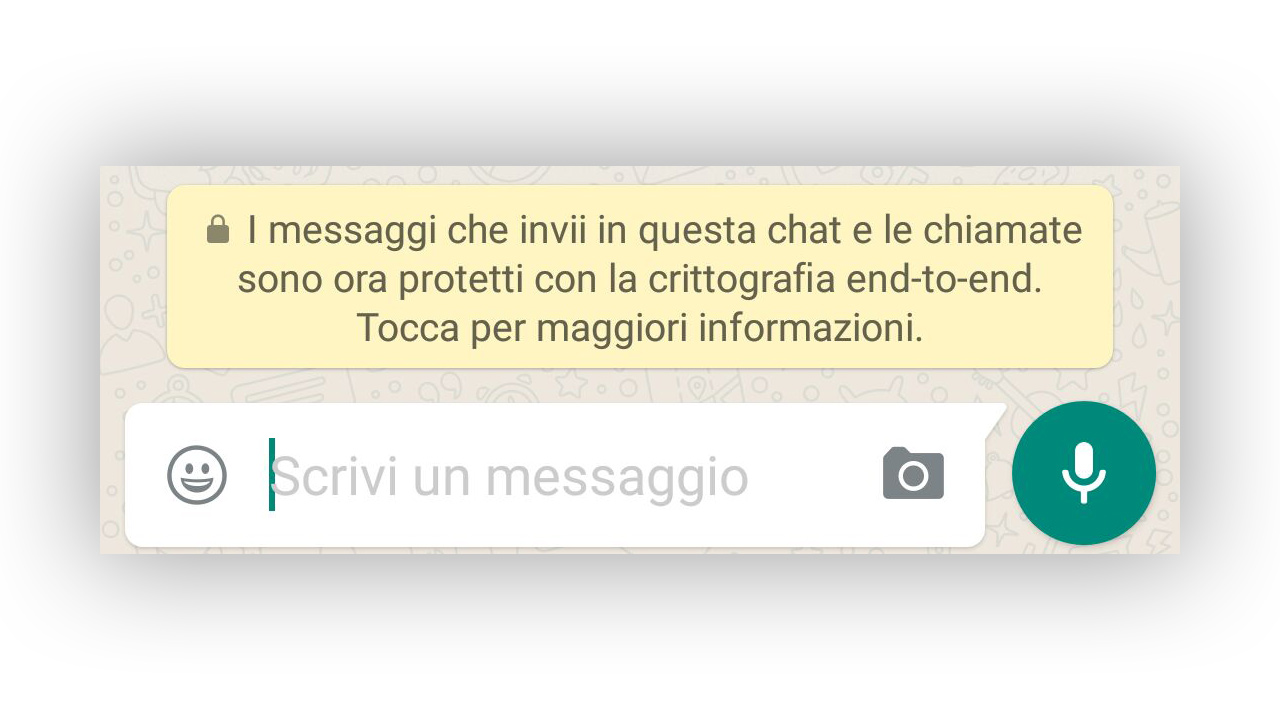 I messaggi che invii in questa chat e le chiamate
sono ora protetti con la crittografia end-to-end.
Tocca per maggiori informazioni.
Scrivi un messaggio